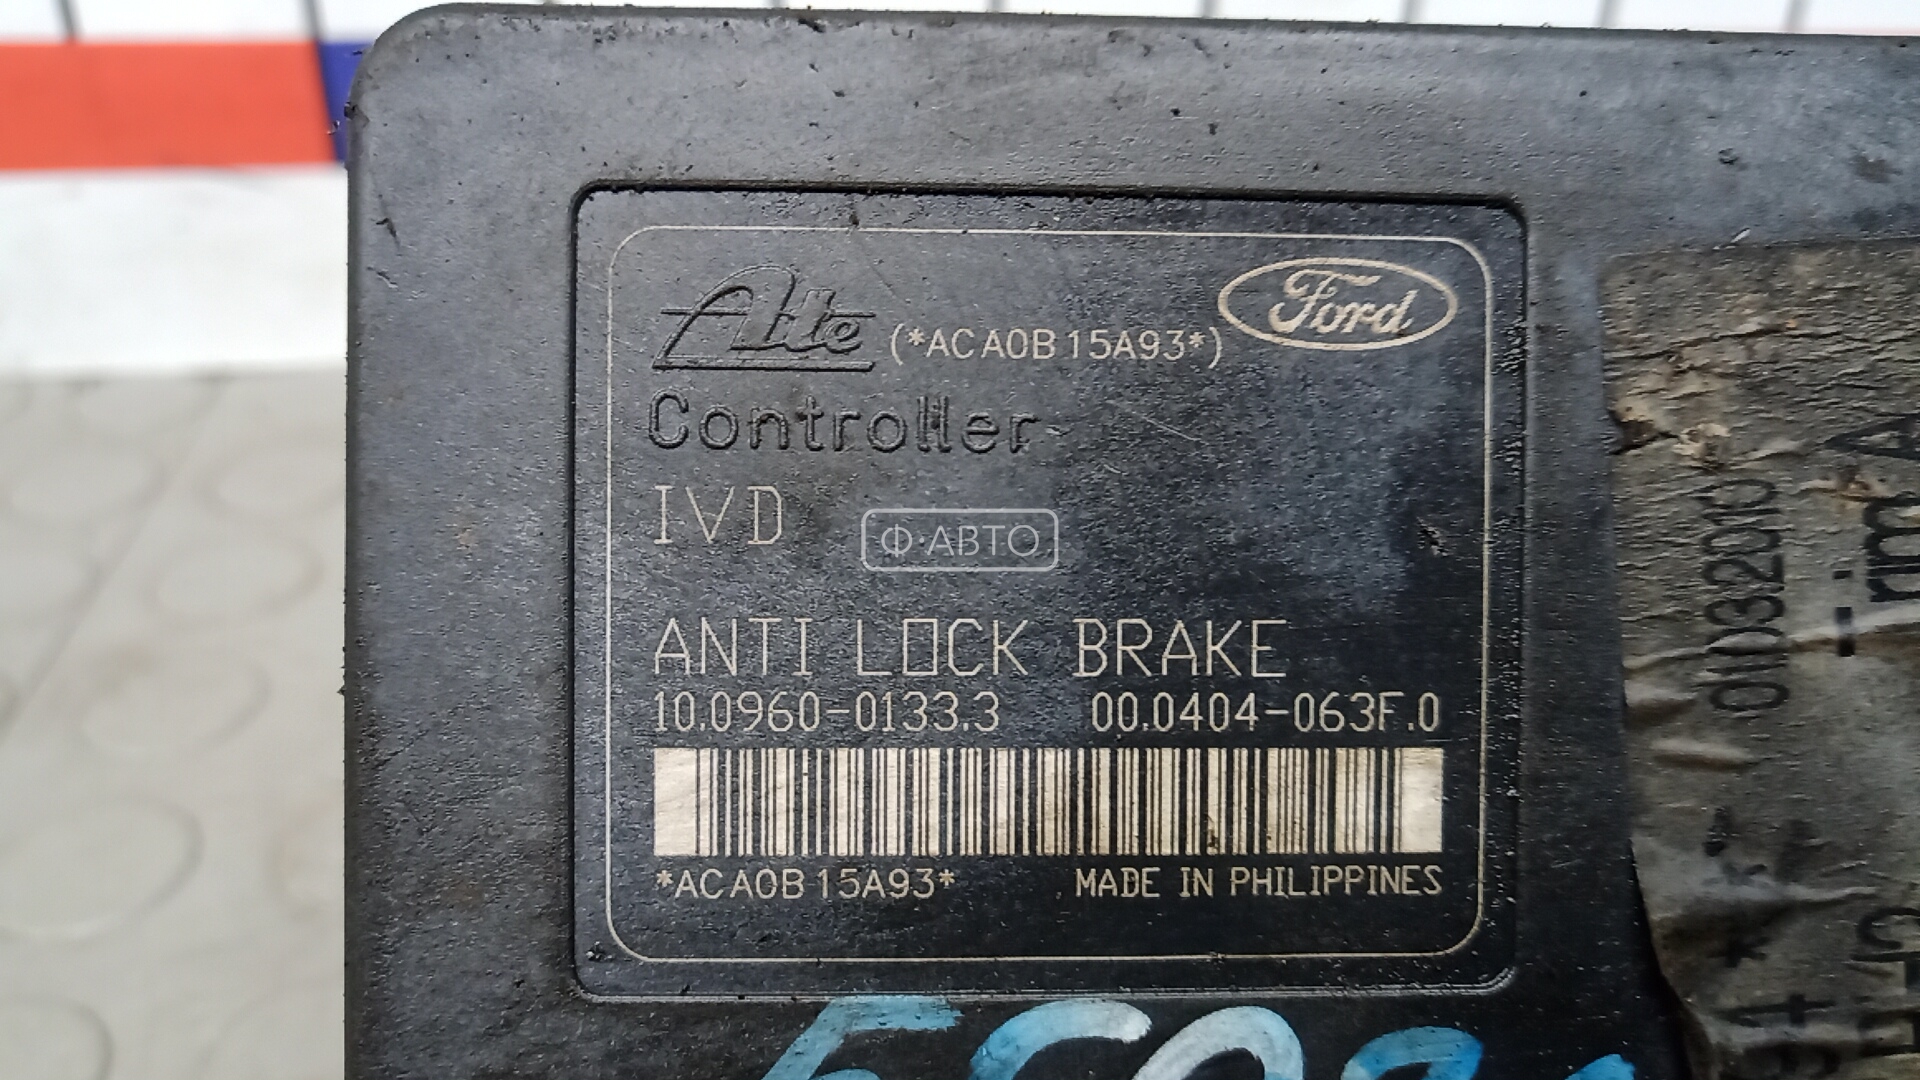 Ate (*ACA0B15A93*) Ford
Controller
IVD
Ф·АВТО
ANTI LOCK BRAKE
10.0960-0133.3 00.0404-063F.0
*ACA0B15A93* MADE IN PHILIPPINES